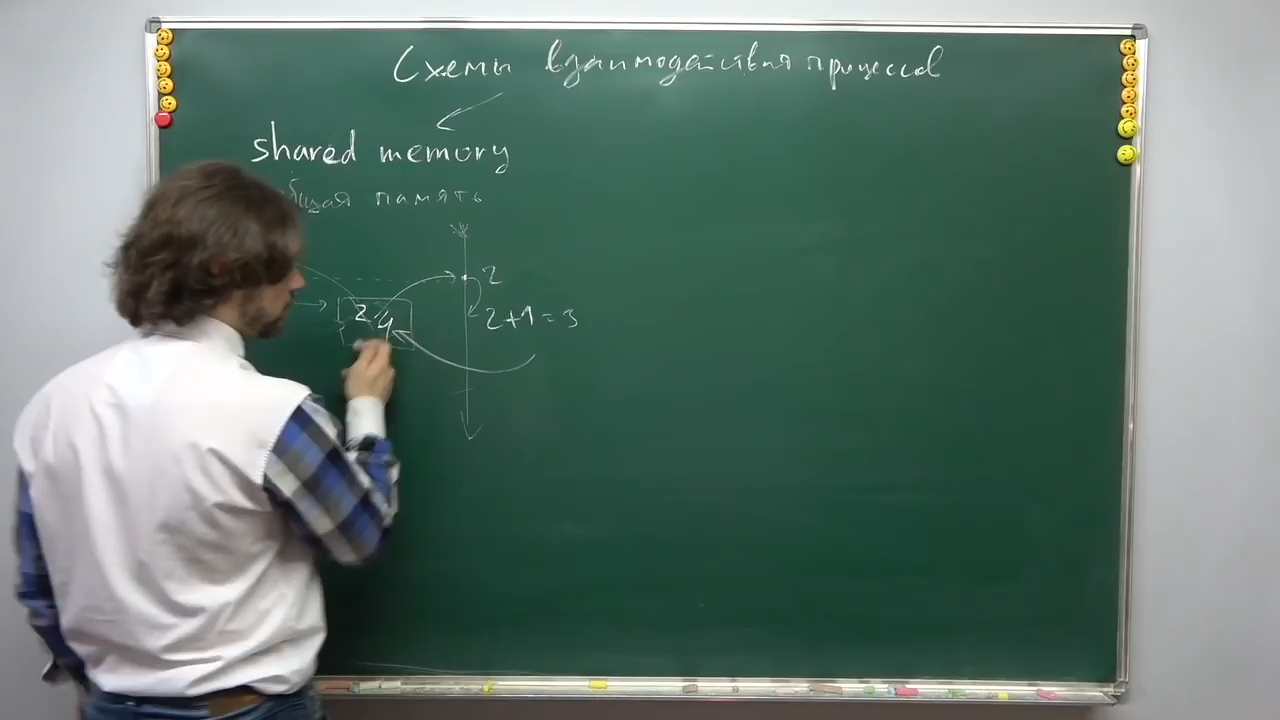 Схемы взаимодействия процессов
shared memory
общая память
2
2 4
2+1=3